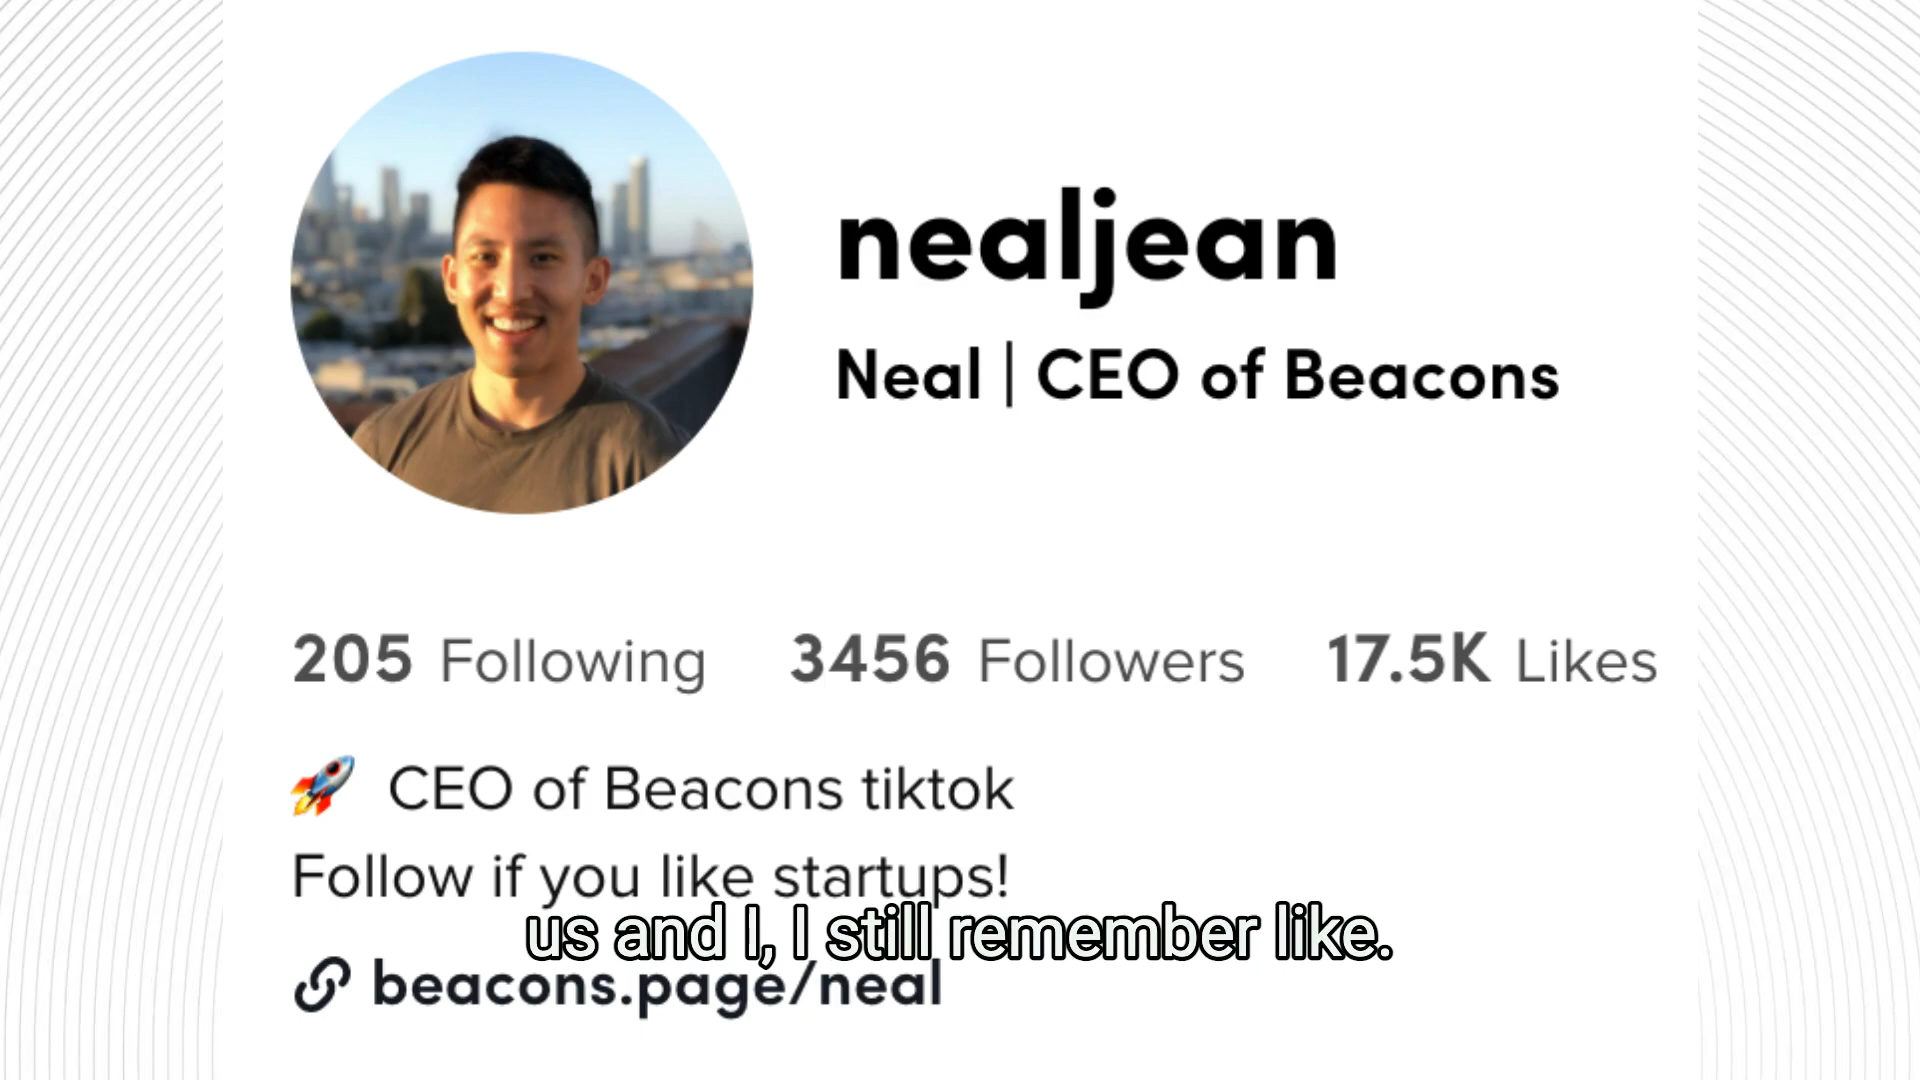 nealjean
Neal | CEO of Beacons
205 Following 3456 Followers 17.5K Likes
🚀 CEO of Beacons tiktok
Follow if you like startups!
us and I, I still remember like.
beacons.page/neal